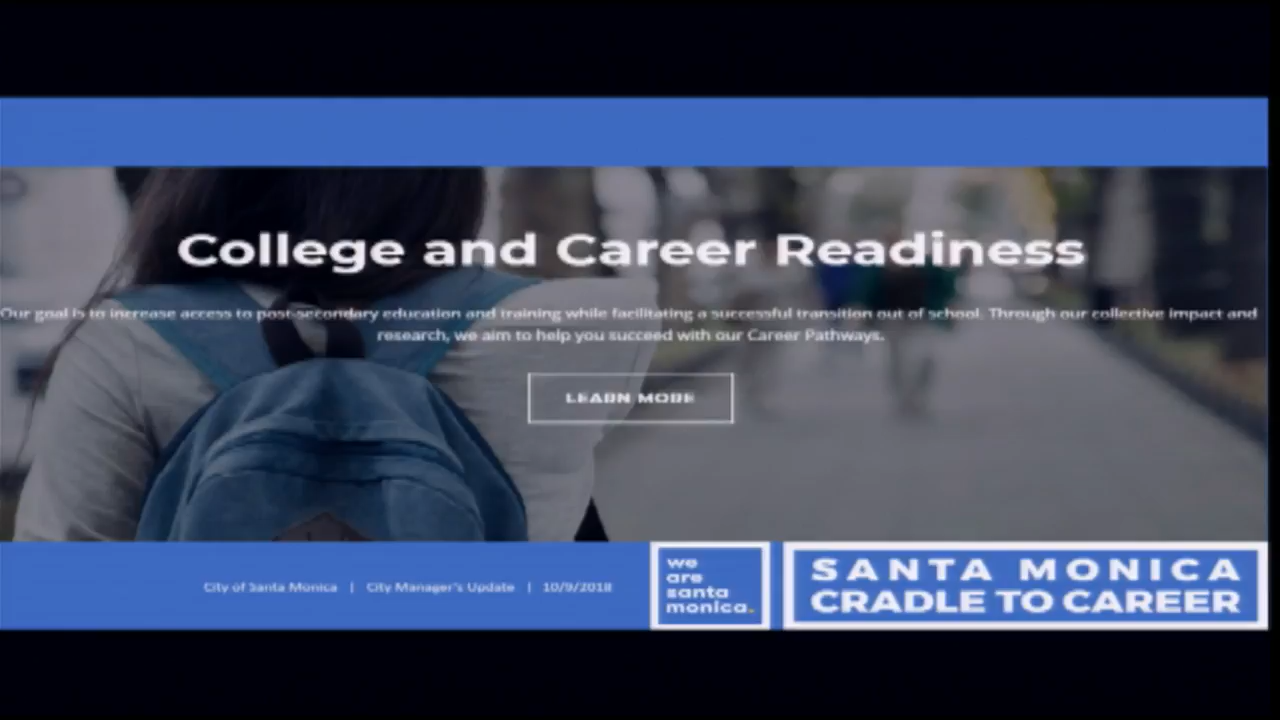 College and Career Readiness
Our goal is to increase access to post-secondary education and training while facilitating a successful transition out of school. Through our collective impact and
research, we aim to help you succeed with our Career Pathways.
LEARN MORE
City of Santa Monica | City Manager's Update | 10/9/2018
we
are
santa
monica.
SANTA MONICA
CRADLE TO CAREER